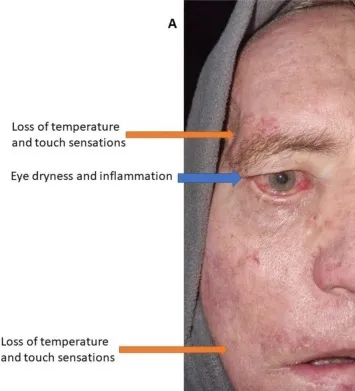 A
Loss of temperature
and touch sensations
Eye dryness and inflammation
Loss of temperature
and touch sensations